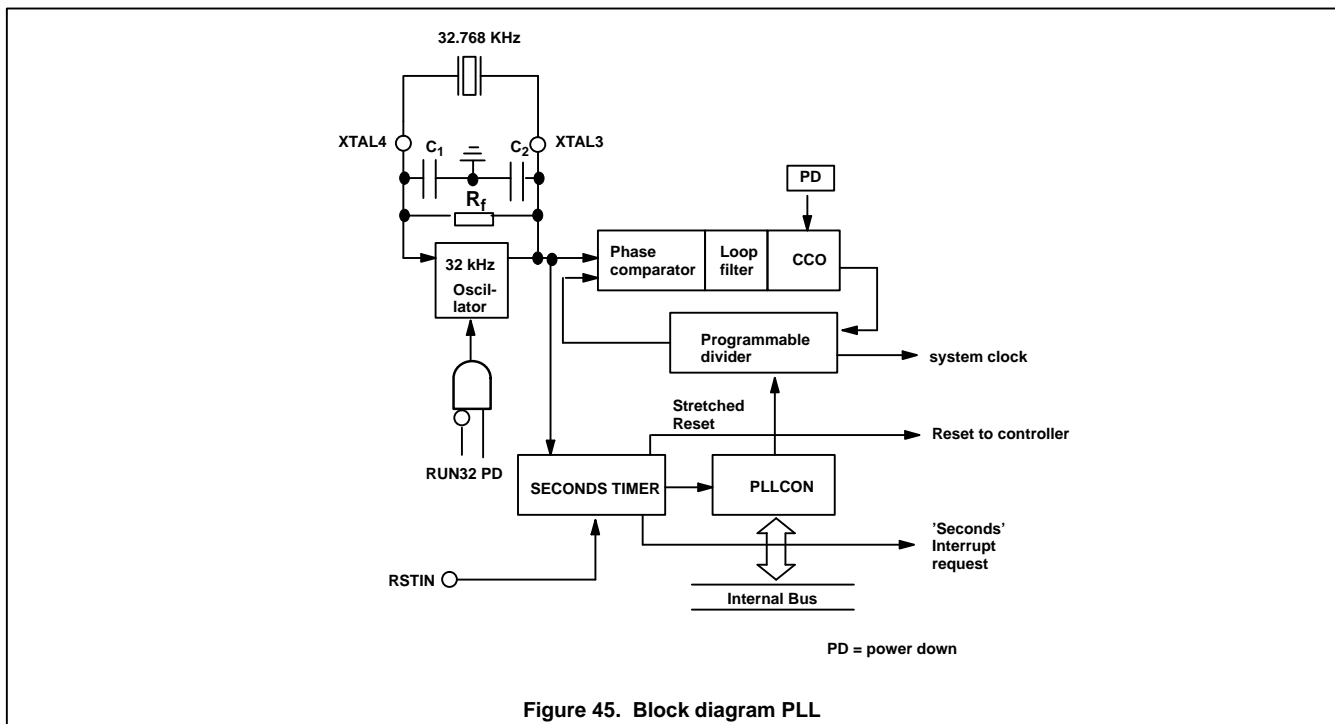 32.768 KHz
XTAL4
C1
C2
XTAL3
Rf
PD
32 kHz
Oscil-
lator
Phase
comparator
Loop
filter
CCO
Programmable
divider
system clock
Stretched
Reset
Reset to controller
RUN32 PD
SECONDS TIMER
PLLCON
'Seconds'
Interrupt
request
RSTIN
Internal Bus
PD = power down
Figure 45. Block diagram PLL